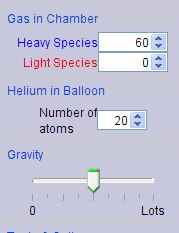 Gas in Chamber
Heavy Species 60
Light Species 0
Helium in Balloon
Number of
atoms 20
Gravity
0 Lots